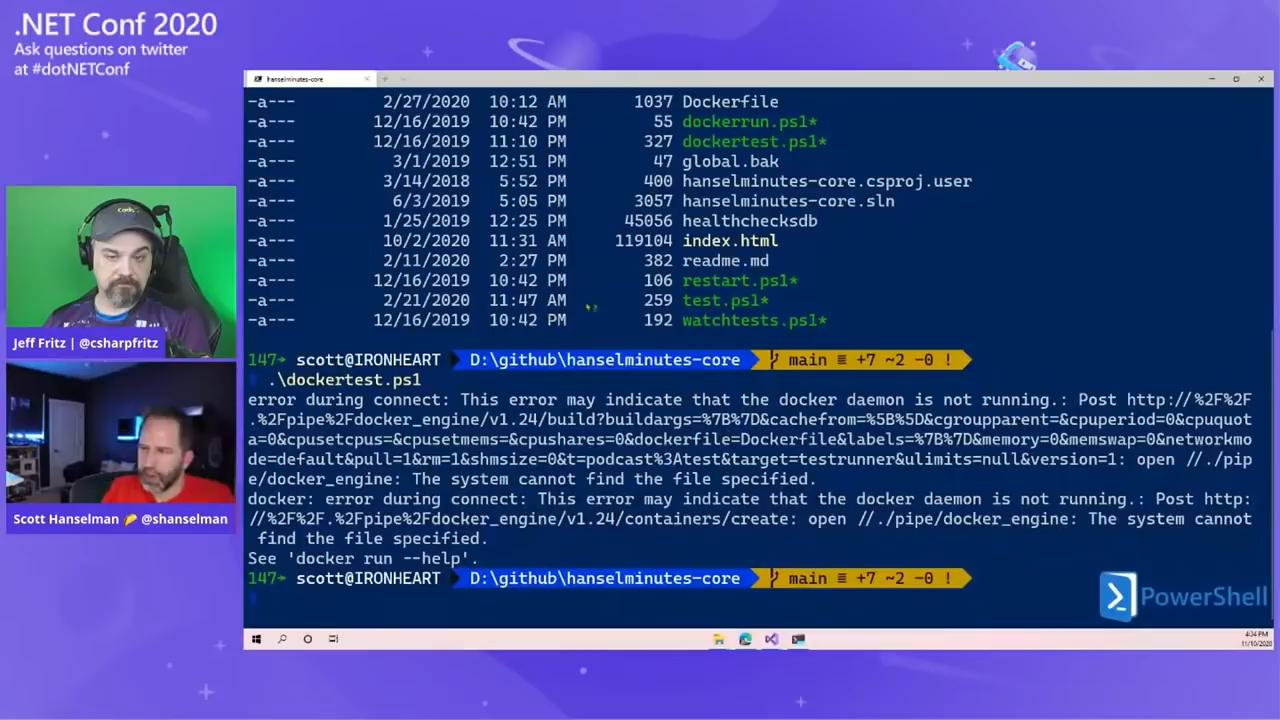 .NET Conf 2020
Ask questions on twitter
at #dotNETConf
hanselminutes-core
-a--- 2/27/2020 10:12 AM 1037 Dockerfile
-a--- 12/16/2019 10:42 PM 55 dockerrun.ps1*
-a--- 12/16/2019 11:10 PM 327 dockertest.ps1*
-a--- 3/1/2019 12:51 PM 47 global.bak
-a--- 3/14/2018 5:52 PM 400 hanselminutes-core.csproj.user
-a--- 6/3/2019 5:05 PM 3057 hanselminutes-core.sln
-a--- 1/25/2019 12:25 PM 45056 healthchecksdb
-a--- 10/2/2020 11:31 AM 119104 index.html
-a--- 2/11/2020 2:27 PM 382 readme.md
-a--- 12/16/2019 10:42 PM 106 restart.ps1*
-a--- 2/21/2020 11:47 AM 259 test.ps1*
-a--- 12/16/2019 10:42 PM 192 watchtests.ps1*
147→ scott@IRONHEART D:\github\hanselminutes-core main ≡ +7 ~2 -0 !
.\dockertest.ps1
error during connect: This error may indicate that the docker daemon is not running.: Post http://%2F%2F
.%2Fpipe%2Fdocker_engine/v1.24/build?buildargs=%7B%7D&cachefrom=%5B%5D&cgroupparent=&cpuperiod=0&cpuquot
a=0&cpusetcpus=&cpusetmems=&cpushares=0&dockerfile=Dockerfile&labels=%7B%7D&memory=0&memswap=0&networkmo
de=default&pull=1&rm=1&shmsize=0&t=podcast%3Atest&target=testrunner&ulimits=null&version=1: open //./pip
e/docker_engine: The system cannot find the file specified.
docker: error during connect: This error may indicate that the docker daemon is not running.: Post http:
//%2F%2F.%2Fpipe%2Fdocker_engine/v1.24/containers/create: open //./pipe/docker_engine: The system cannot
find the file specified.
See 'docker run --help'.
147→ scott@IRONHEART D:\github\hanselminutes-core main ≡ +7 ~2 -0 !
PowerShell
4:04 PM
11/10/2020
Jeff Fritz | @csharpfritz
Scott Hanselman 🌮 @shanselman